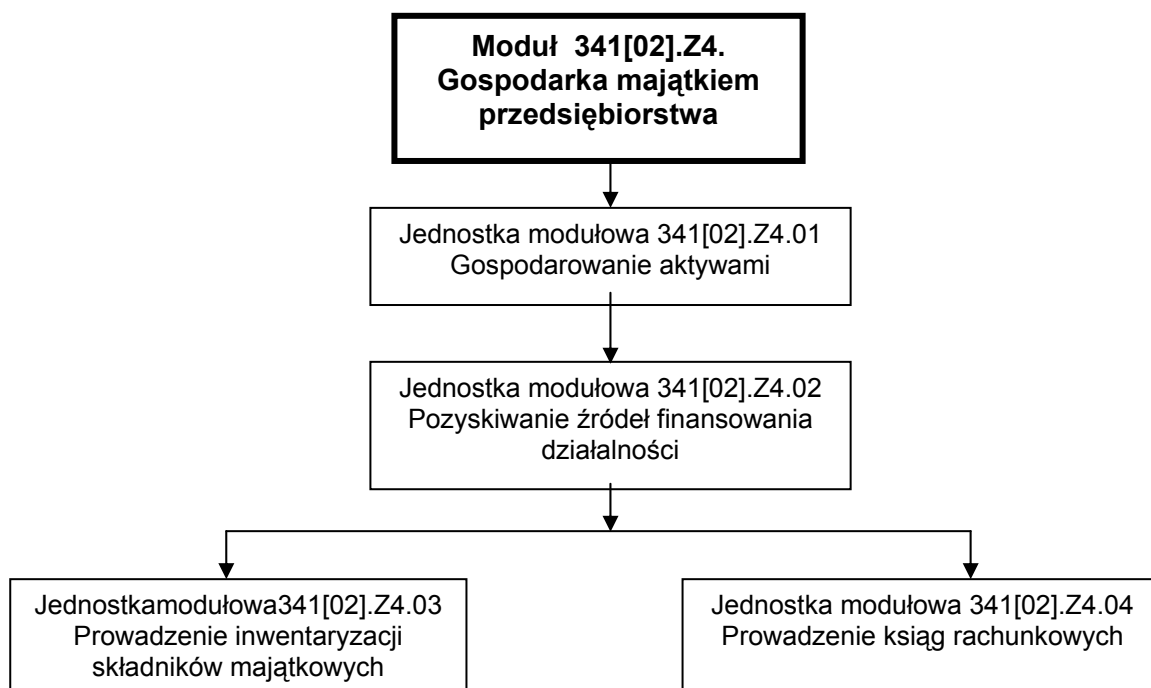 Moduł 341[02].Z4.
Gospodarka majątkiem
przedsiębiorstwa
Jednostka modułowa 341[02].Z4.01
Gospodarowanie aktywami
Jednostka modułowa 341[02].Z4.02
Pozyskiwanie źródeł finansowania
działalności
Jednostkamodułowa341[02].Z4.03
Prowadzenie inwentaryzacji
składników majątkowych
Jednostka modułowa 341[02].Z4.04
Prowadzenie ksiąg rachunkowych